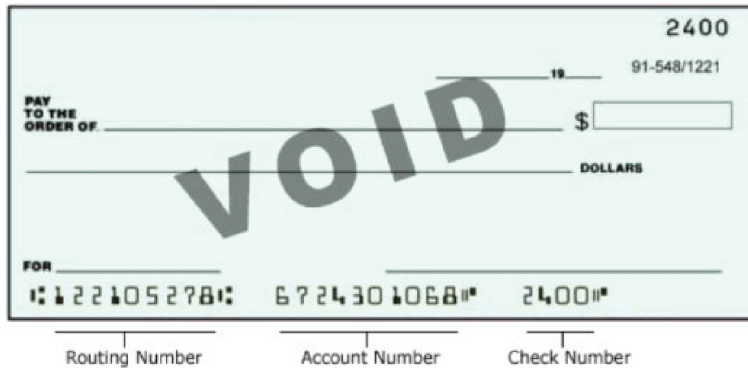 2400
19 91-548/1221
PAY
TO THE
ORDER OF $
DOLLARS
VOID
FOR
⑆122105278⑆ 6724301068⑈ 2400⑈
Routing Number Account Number Check Number